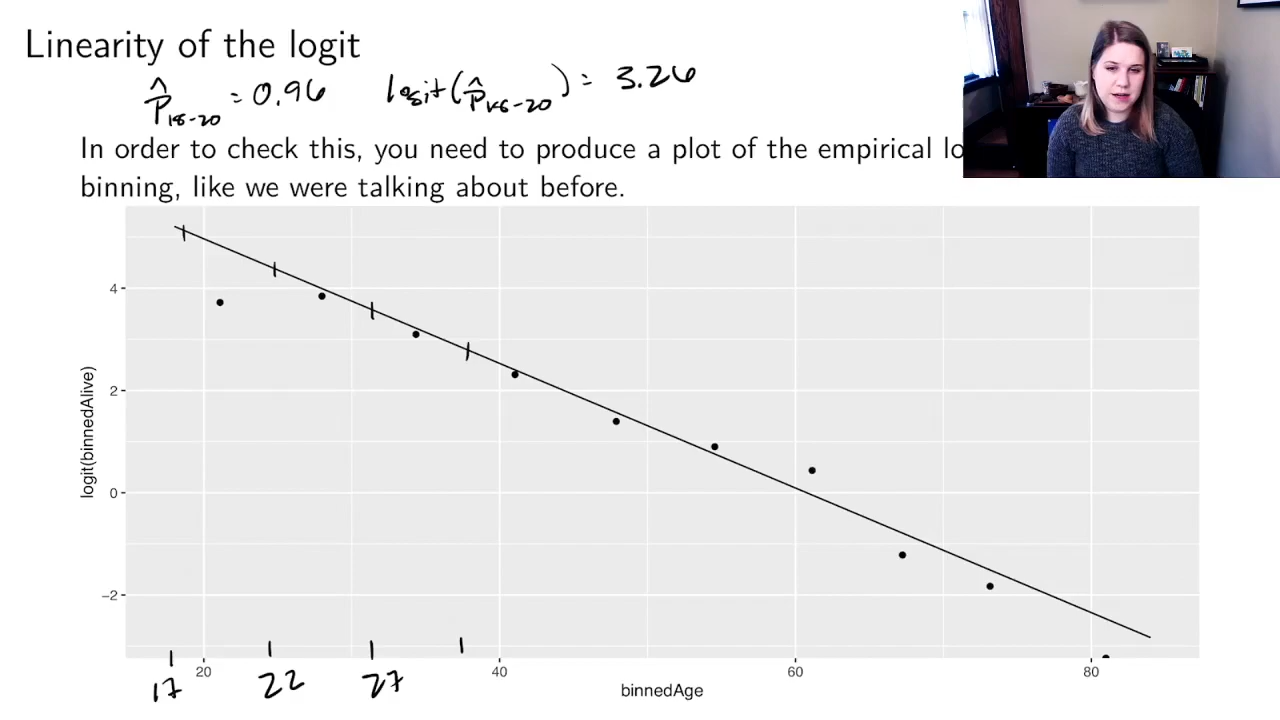 Linearity of the logit
p̂18-20 = 0.96 logit(p̂18-20) = 3.26
In order to check this, you need to produce a plot of the empirical lo
binning, like we were talking about before.
logit(binnedAlive)
4
2
0
−2
20 40 60 80
17 22 27
binnedAge